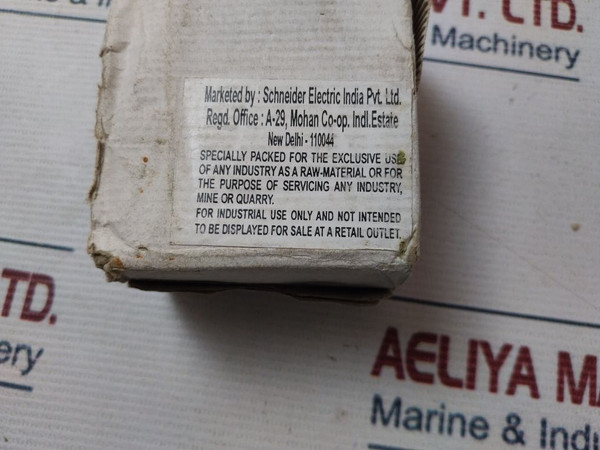 VT. LTD.
Machinery
Marketed by : Schneider Electric India Pvt. Ltd.
Regd. Office : A-29, Mohan Co-op. Indl.Estate
New Delhi - 110044
SPECIALLY PACKED FOR THE EXCLUSIVE USE
OF ANY INDUSTRY AS A RAW-MATERIAL OR FOR
THE PURPOSE OF SERVICING ANY INDUSTRY,
MINE OR QUARRY.
FOR INDUSTRIAL USE ONLY AND NOT INTENDED
TO BE DISPLAYED FOR SALE AT A RETAIL OUTLET.
TD.
ery
AELIYA MA
Marine & Indu